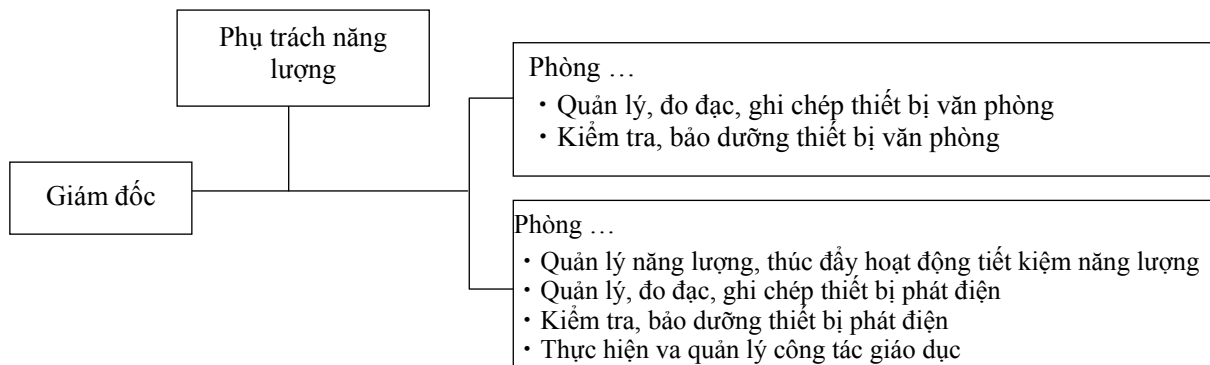 Phụ trách năng
lượng
Giám đốc
Phòng …
・Quản lý, đo đạc, ghi chép thiết bị văn phòng
・Kiểm tra, bảo dưỡng thiết bị văn phòng
Phòng …
・Quản lý năng lượng, thúc đẩy hoạt động tiết kiệm năng lượng
・Quản lý, đo đạc, ghi chép thiết bị phát điện
・Kiểm tra, bảo dưỡng thiết bị phát điện
・Thực hiện va quản lý công tác giáo dục